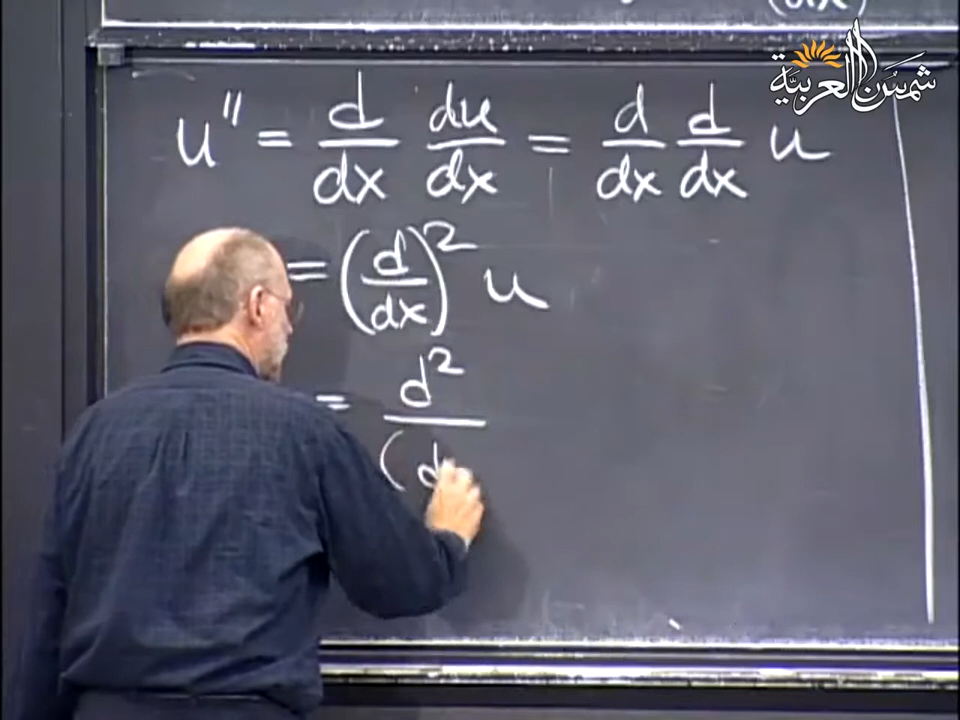 شمس العربية
u'' = d/dx du/dx = d/dx d/dx u
= (d/dx)² u
= d²/(d